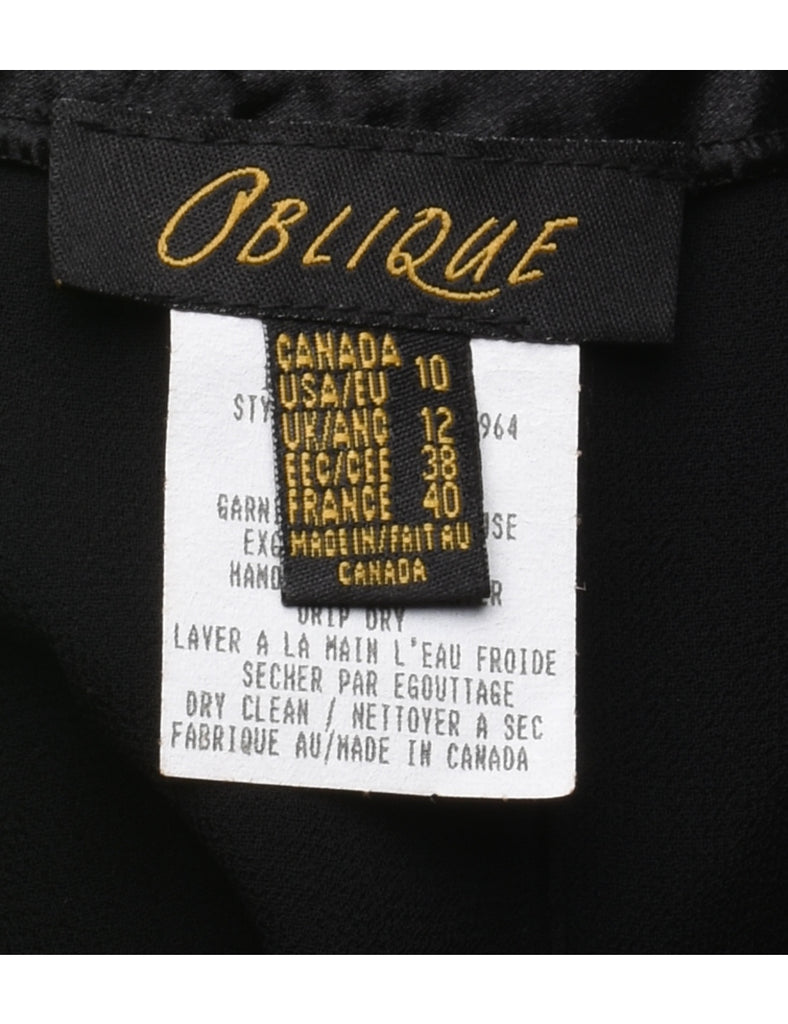 OBLIQUE
CANADA
USA/EU 10
UK/ANG 12
EEC/CEE 38
FRANCE 40
MADE IN/FAIT AU
CANADA
964
DRIP DRY
LAVER A LA MAIN L'EAU FROIDE
SECHER PAR EGOUTTAGE
DRY CLEAN / NETTOYER A SEC
FABRIQUE AU/MADE IN CANADA